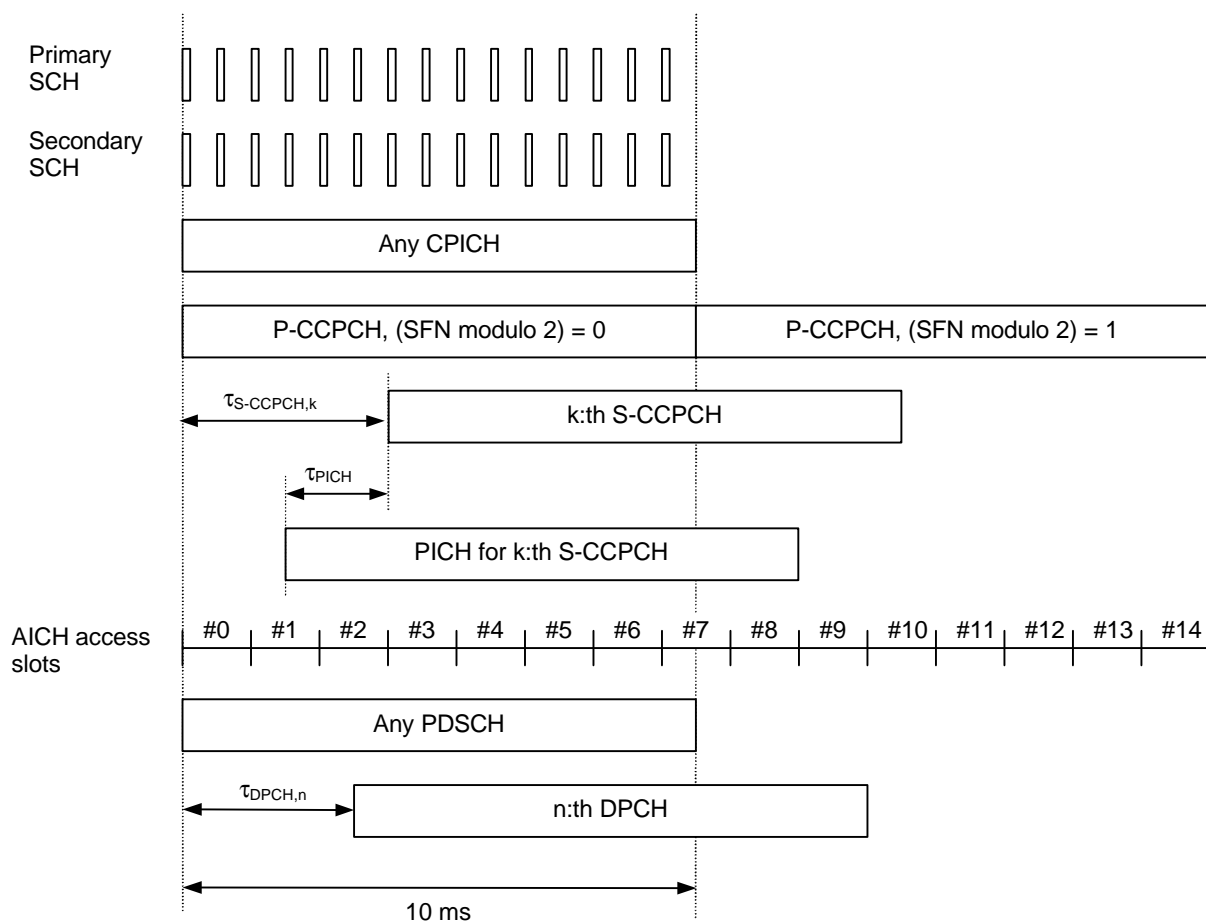 Primary
SCH
Secondary
SCH
Any CPICH
P-CCPCH, (SFN modulo 2) = 0
P-CCPCH, (SFN modulo 2) = 1
τS-CCPCH,k
k:th S-CCPCH
τPICH
PICH for k:th S-CCPCH
AICH access
slots
#0 #1 #2 #3 #4 #5 #6 #7 #8 #9 #10 #11 #12 #13 #14
Any PDSCH
τDPCH,n
n:th DPCH
10 ms